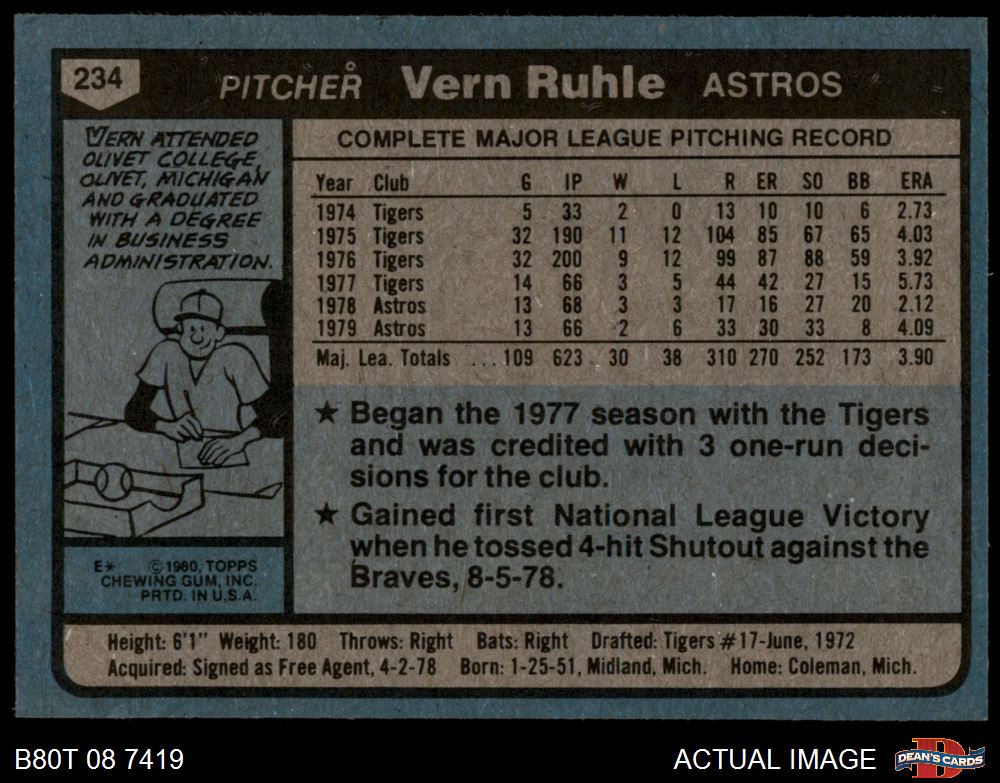 234 PITCHER Vern Ruhle ASTROS
VERN ATTENDED
OLIVET COLLEGE,
OLIVET, MICHIGAN
AND GRADUATED
WITH A DEGREE
IN BUSINESS
ADMINISTRATION.
E* © 1980, TOPPS
CHEWING GUM, INC.
PRTD. IN U.S.A.
COMPLETE MAJOR LEAGUE PITCHING RECORD
Year Club G IP W L R ER SO BB ERA
1974 Tigers 5 33 2 0 13 10 10 6 2.73
1975 Tigers 32 190 11 12 104 85 67 65 4.03
1976 Tigers 32 200 9 12 99 87 88 59 3.92
1977 Tigers 14 66 3 5 44 42 27 15 5.73
1978 Astros 13 68 3 3 17 16 27 20 2.12
1979 Astros 13 66 2 6 33 30 33 8 4.09
Maj. Lea. Totals ...109 623 30 38 310 270 252 173 3.90
★ Began the 1977 season with the Tigers
and was credited with 3 one-run deci-
sions for the club.
★ Gained first National League Victory
when he tossed 4-hit Shutout against the
Braves, 8-5-78.
Height: 6'1" Weight: 180 Throws: Right Bats: Right Drafted: Tigers #17-June, 1972
Acquired: Signed as Free Agent, 4-2-78 Born: 1-25-51, Midland, Mich. Home: Coleman, Mich.
B80T 08 7419 ACTUAL IMAGE D DEAN'S CARDS